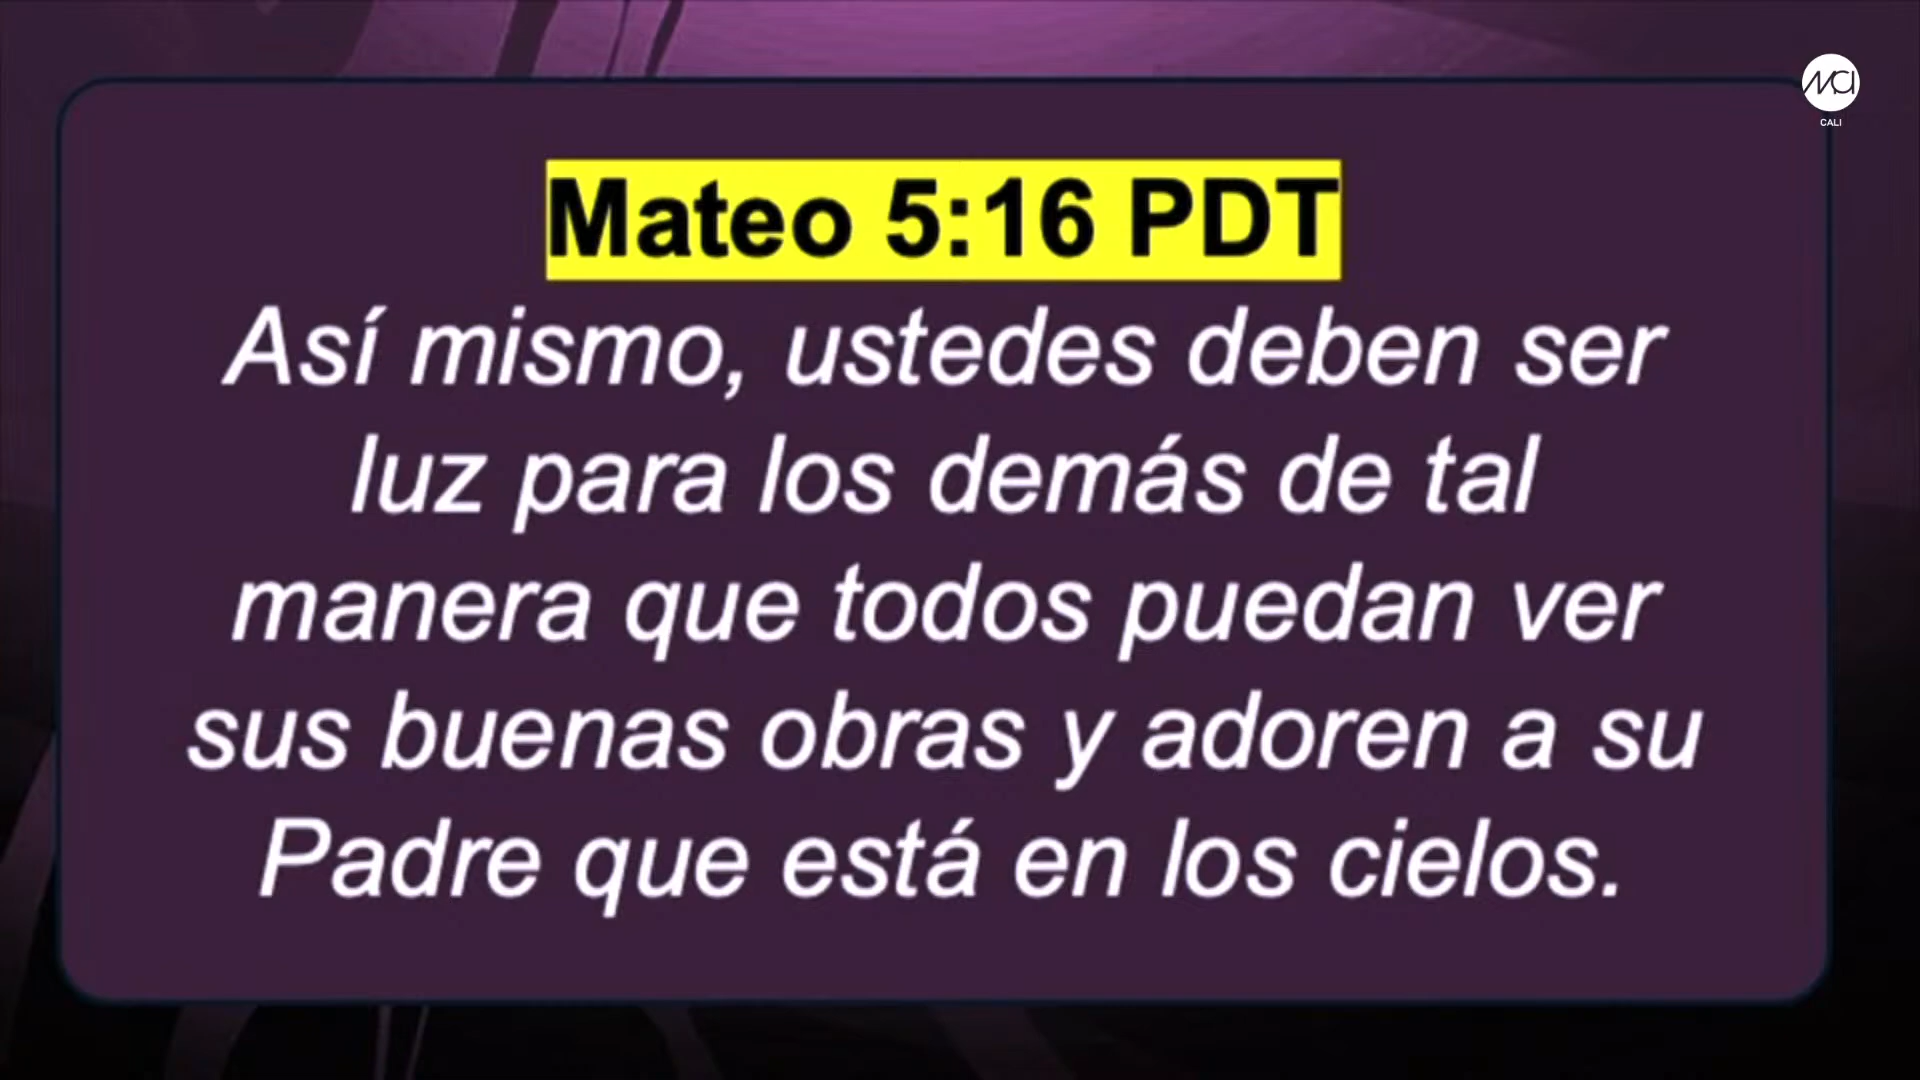 MCI
CALI
Mateo 5:16 PDT
Así mismo, ustedes deben ser
luz para los demás de tal
manera que todos puedan ver
sus buenas obras y adoren a su
Padre que está en los cielos.